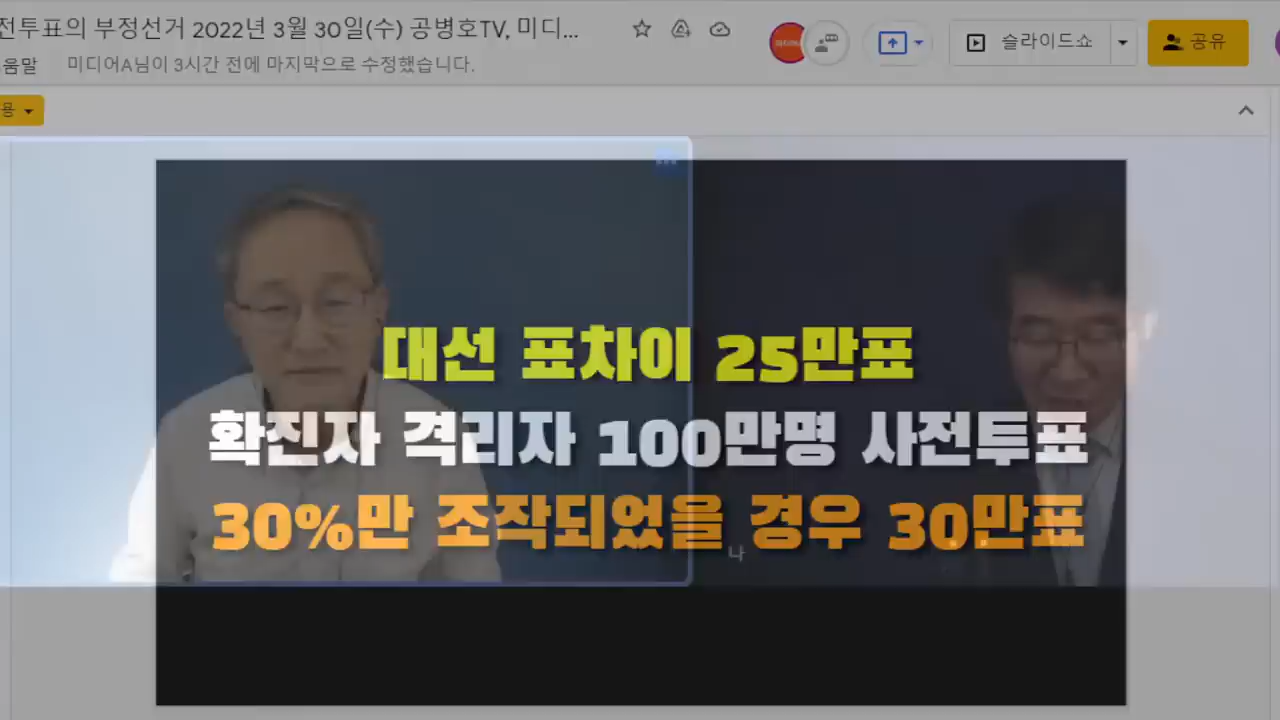 전투표의 부정선거 2022년 3월 30일(수) 공병호TV, 미디...
움말 미디어A님이 3시간 전에 마지막으로 수정했습니다.
슬라이드쇼
공유
용
대선 표차이 25만표
확진자 격리자 100만명 사전투표
30%만 조작되었을 경우 30만표
나